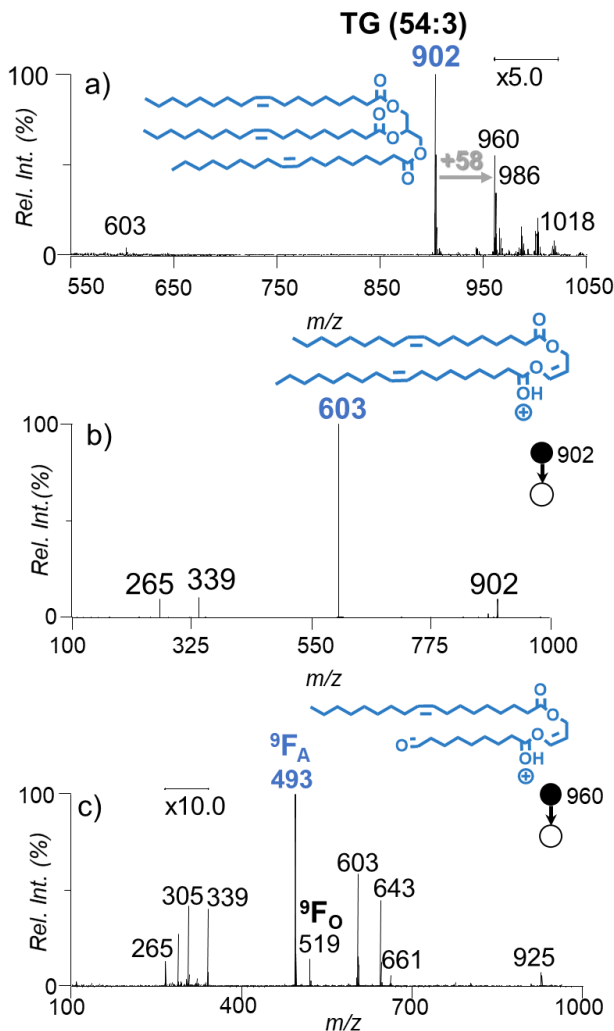 TG (54:3)
902
100
a)
x5.0
O
O
O
O
O
O
+58
960
986
603
1018
Rel. Int. (%)
0
550
650
750
850
950
1050
m/z
O
O
O
OH
⊕
603
100
b)
902
265
339
902
Rel. Int.(%)
0
100
325
550
775
1000
m/z
O
O
O
O
OH
⊕
⁹F_A
493
100
x10.0
c)
960
603
305
339
643
⁹F_O
519
265
661
925
Rel. Int. (%)
0
100
400
700
1000
m/z